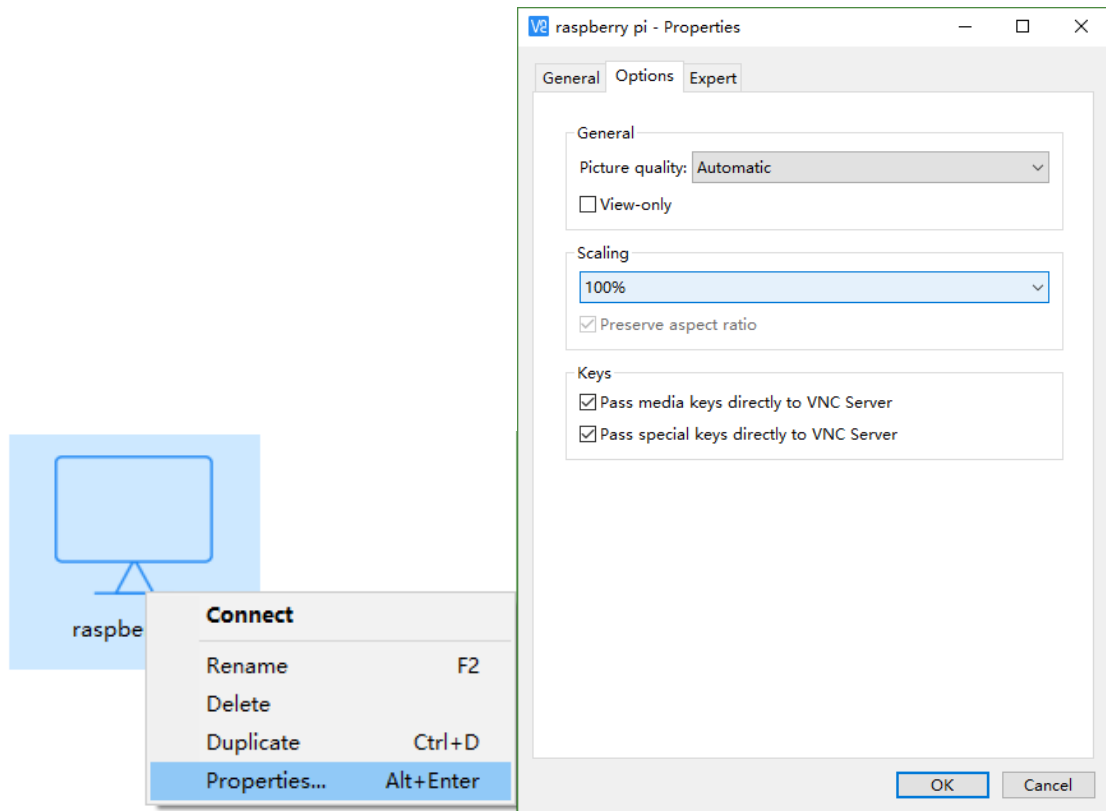 raspberry pi - Properties
General
Options
Expert
General
Picture quality: Automatic
View-only
Scaling
100%
Preserve aspect ratio
Keys
Pass media keys directly to VNC Server
Pass special keys directly to VNC Server
OK
Cancel
raspbe
Connect
Rename F2
Delete
Duplicate Ctrl+D
Properties... Alt+Enter